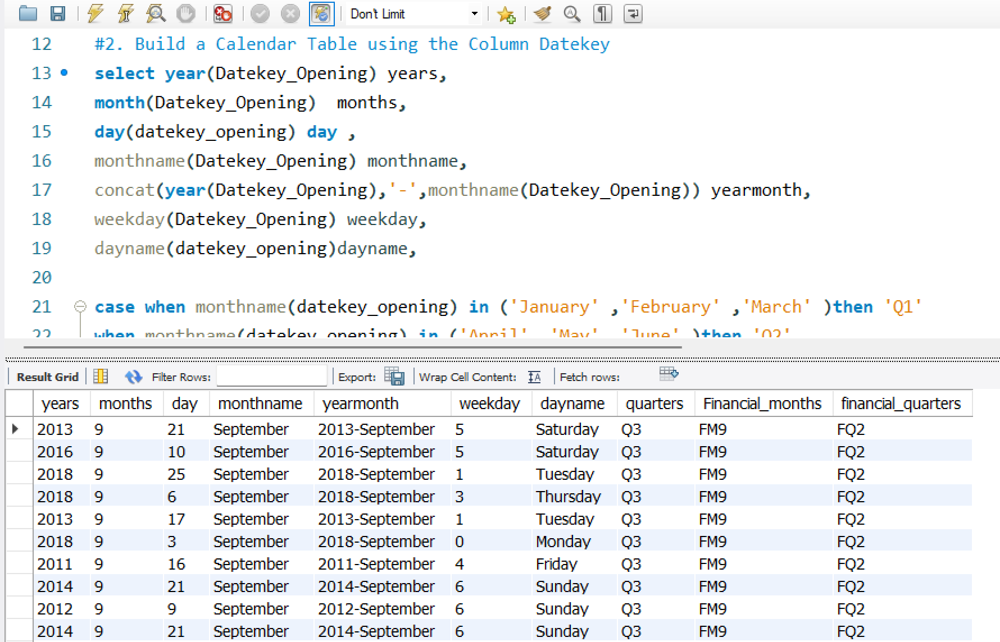 Don't Limit
12 #2. Build a Calendar Table using the Column Datekey
13 select year(Datekey_Opening) years,
14 month(Datekey_Opening)  months,
15 day(datekey_opening) day ,
16 monthname(Datekey_Opening) monthname,
17 concat(year(Datekey_Opening),'-',monthname(Datekey_Opening)) yearmonth,
18 weekday(Datekey_Opening) weekday,
19 dayname(datekey_opening)dayname,
20
21 case when monthname(datekey_opening) in ('January' ,'February' ,'March' )then 'Q1'
22 when monthname(datekey_opening) in ('April' ,'May' ,'June' )then 'Q2'
Result Grid Filter Rows: Export: Wrap Cell Content: Fetch rows:
years months day monthname yearmonth weekday dayname quarters Financial_months financial_quarters
2013 9 21 September 2013-September 5 Saturday Q3 FM9 FQ2
2016 9 10 September 2016-September 5 Saturday Q3 FM9 FQ2
2018 9 25 September 2018-September 1 Tuesday Q3 FM9 FQ2
2018 9 6 September 2018-September 3 Thursday Q3 FM9 FQ2
2013 9 17 September 2013-September 1 Tuesday Q3 FM9 FQ2
2018 9 3 September 2018-September 0 Monday Q3 FM9 FQ2
2011 9 16 September 2011-September 4 Friday Q3 FM9 FQ2
2014 9 21 September 2014-September 6 Sunday Q3 FM9 FQ2
2012 9 9 September 2012-September 6 Sunday Q3 FM9 FQ2
2014 9 21 September 2014-September 6 Sunday Q3 FM9 FQ2